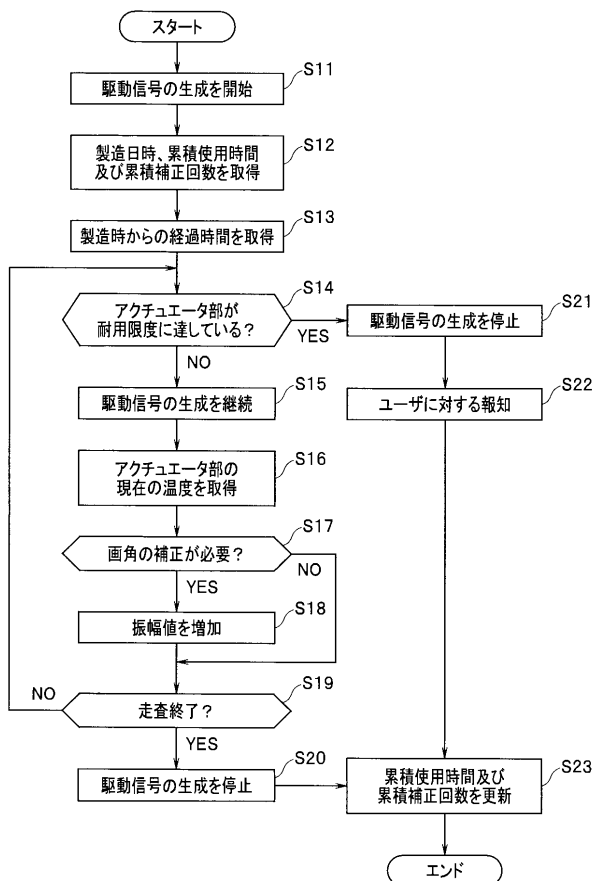 スタート
S11
駆動信号の生成を開始
S12
製造日時、累積使用時間
及び累積補正回数を取得
S13
製造時からの経過時間を取得
S14
アクチュエータ部が
耐用限度に達している?
YES
NO
S15
駆動信号の生成を継続
S16
アクチュエータ部の
現在の温度を取得
S17
画角の補正が必要?
NO
YES
S18
振幅値を増加
S19
NO
走査終了?
YES
S20
駆動信号の生成を停止
S21
駆動信号の生成を停止
S22
ユーザに対する報知
S23
累積使用時間及び
累積補正回数を更新
エンド